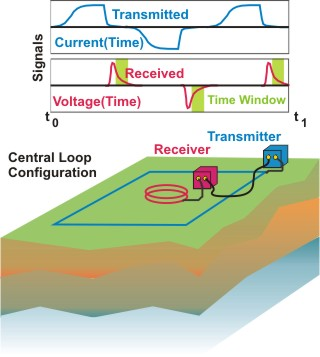 Signals
Transmitted
Current(Time)
Received
Voltage(Time)
Time Window
t0
t1
Transmitter
Receiver
Central Loop
Configuration